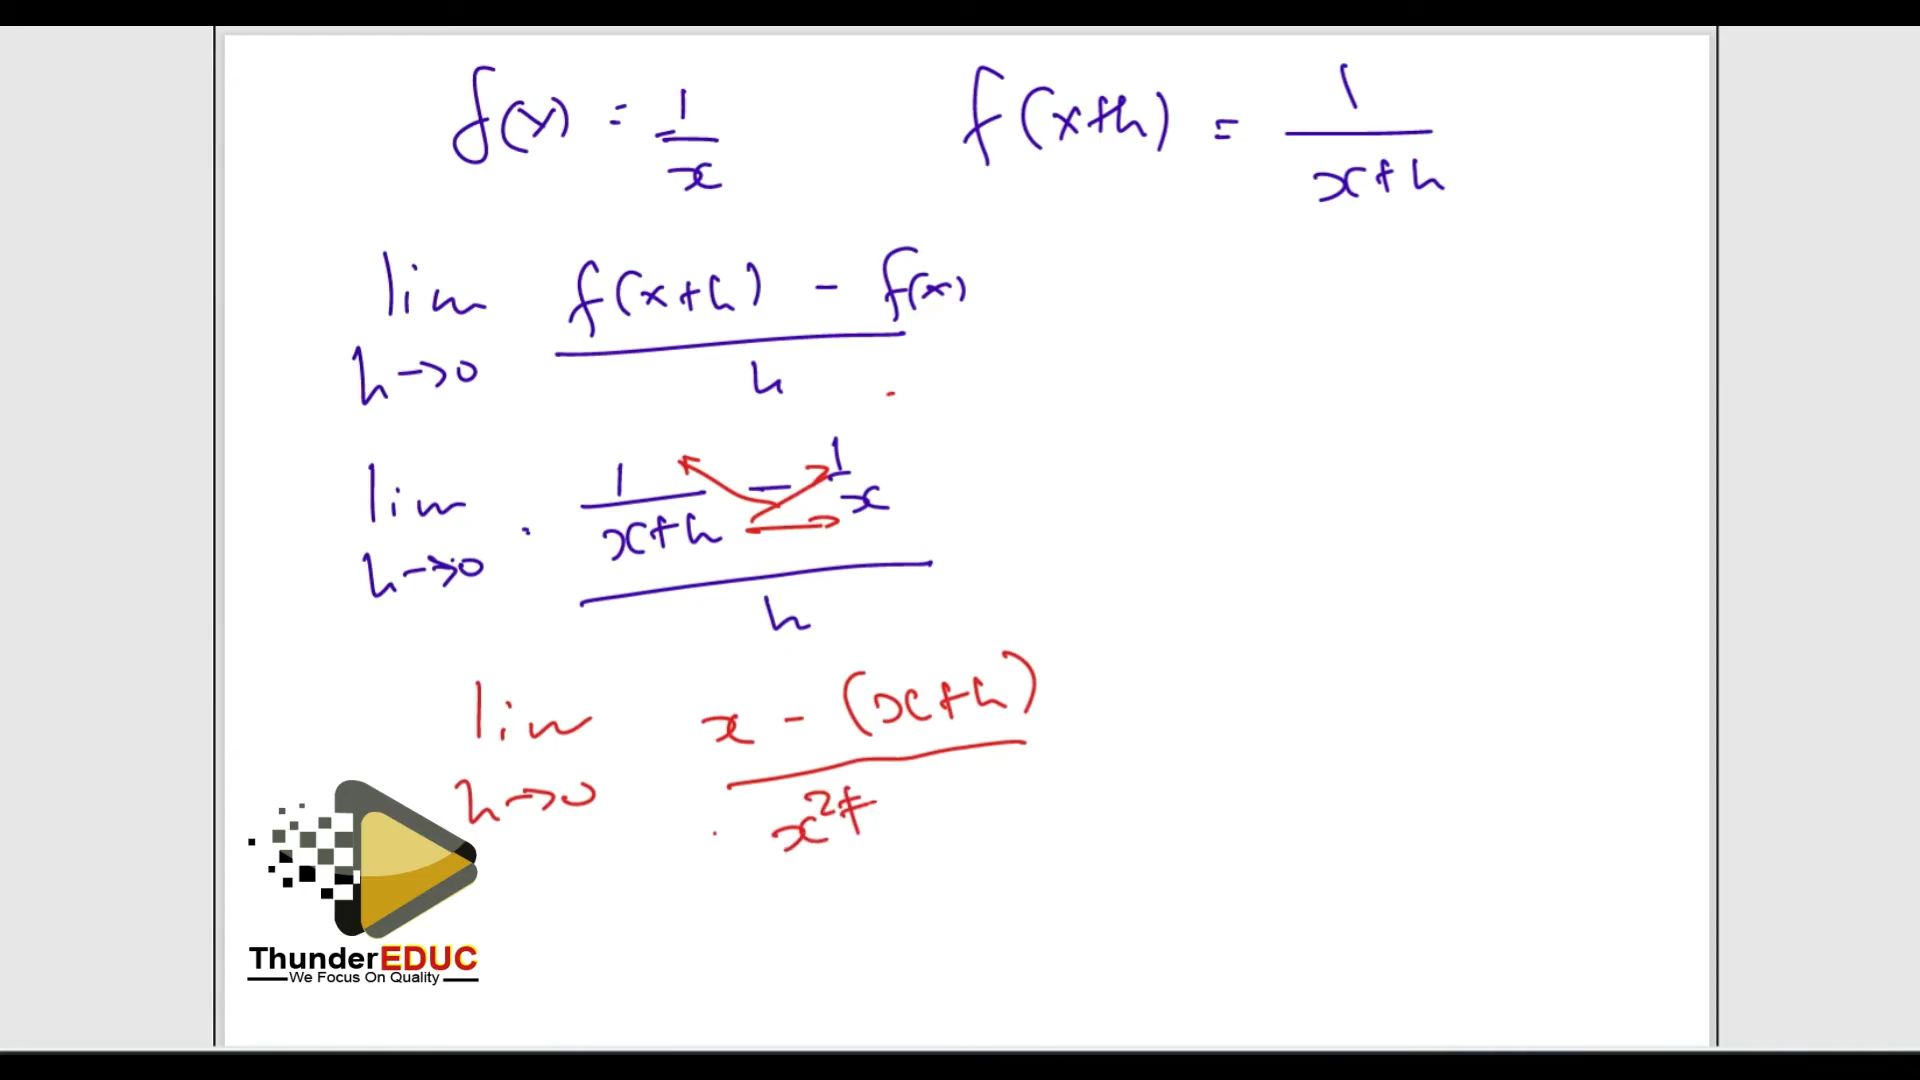 f(x) = 1/x    f(x+h) = 1/(x+h)
lim h→0 (f(x+h) - f(x))/h
lim h→0 (1/(x+h) - 1/x)/h
lim h→0 (x - (x+h))/(x²+
ThunderEDUC
We Focus On Quality